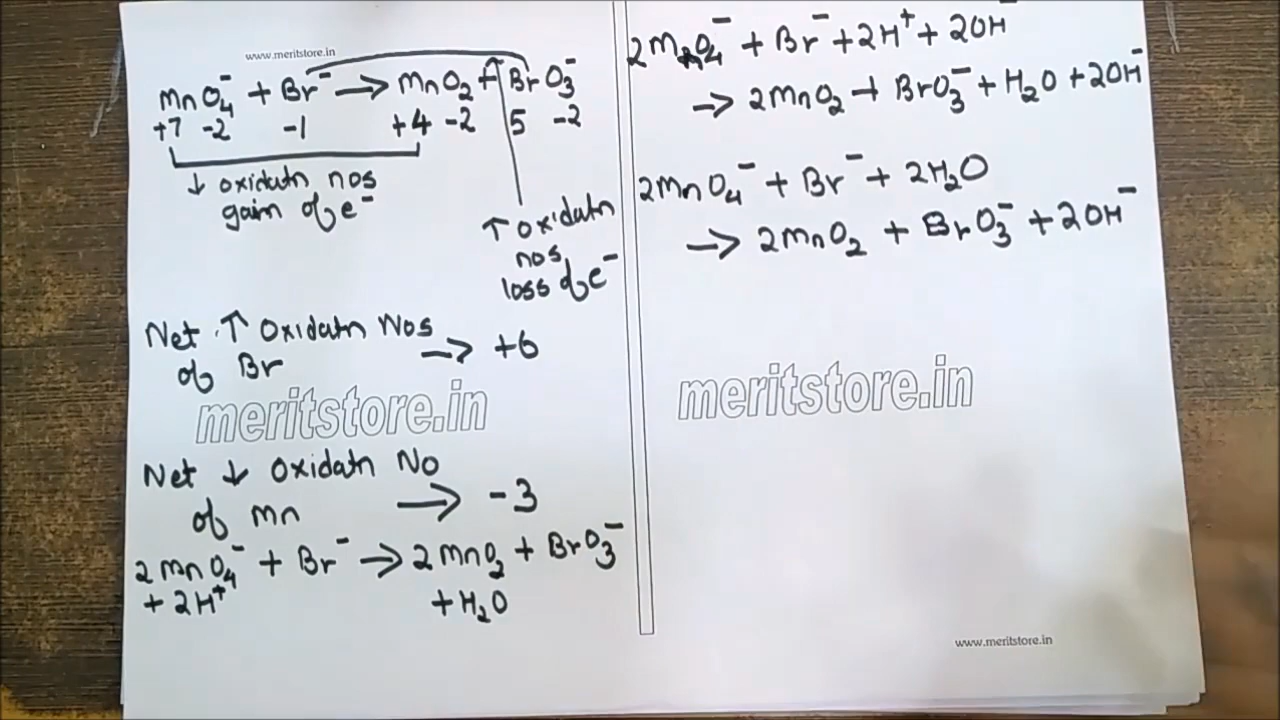 www.meritstore.in
MnO₄⁻ + Br⁻ → MnO₂ + BrO₃⁻
+7 -2 -1 +4 -2 5 -2
↓ oxidatn nos
gain of e⁻
↑ oxidatn
nos
loss of e⁻
Net ↑ Oxidatn Nos
of Br → +6
meritstore.in
Net ↓ Oxidatn No
of Mn → -3
2MnO₄⁻ + Br⁻ → 2MnO₂ + BrO₃⁻
+ 2H⁺ + H₂O
2MnO₄⁻ + Br⁻ + 2H⁺ + 2OH⁻
→ 2MnO₂ + BrO₃⁻ + H₂O + 2OH⁻
2MnO₄⁻ + Br⁻ + 2H₂O
→ 2MnO₂ + BrO₃⁻ + 2OH⁻
meritstore.in
www.meritstore.in